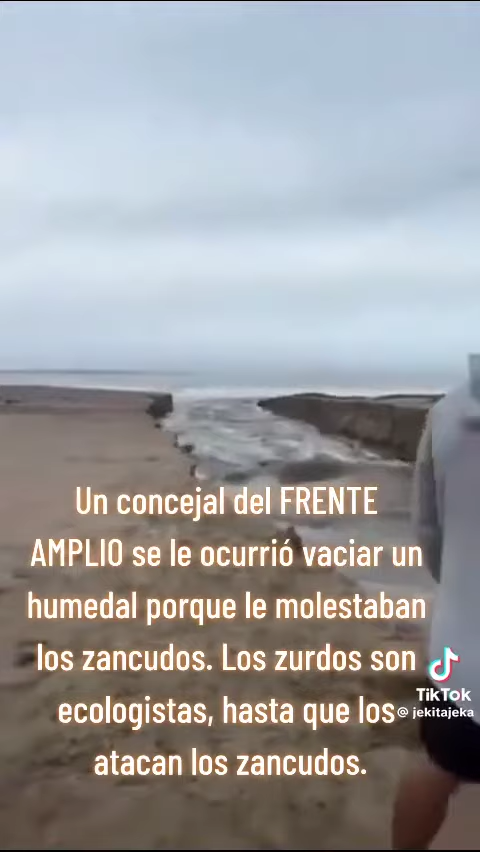 Un concejal del FRENTE
AMPLIO se le ocurrió vaciar un
humedal porque le molestaban
los zancudos. Los zurdos son
ecologistas, hasta que los
atacan los zancudos.
TikTok
@ jekitajeka